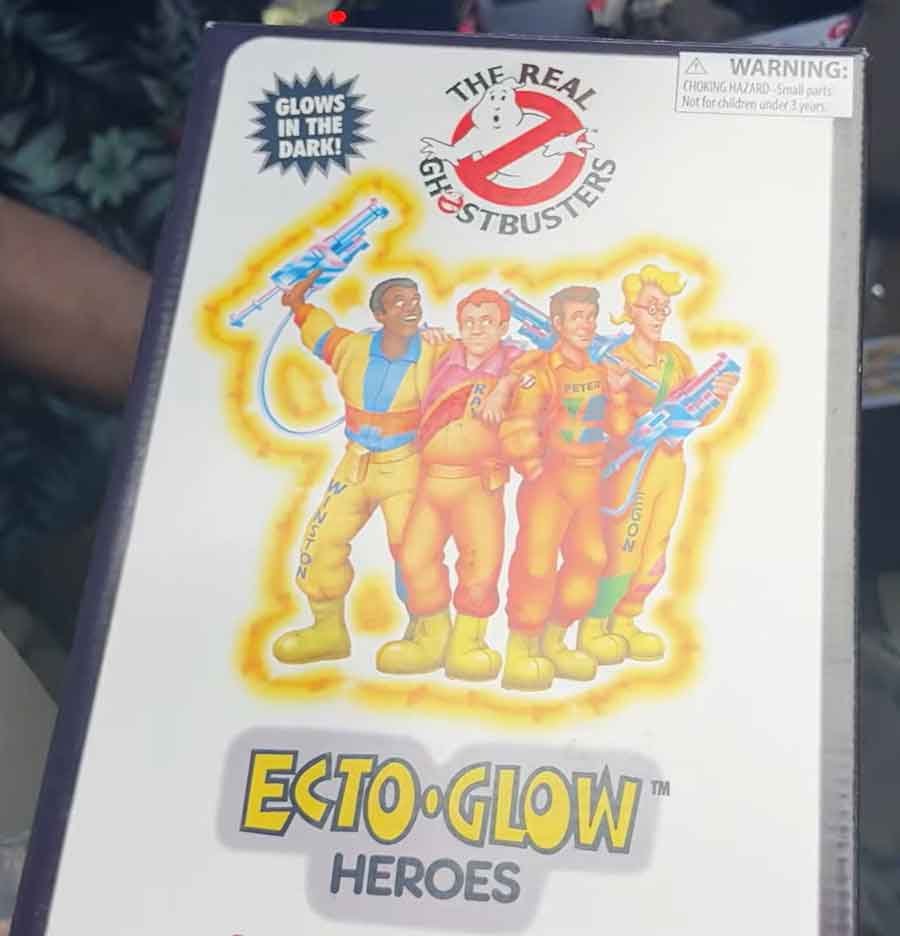 GLOWS
IN THE
DARK!
THE REAL
GHOSTBUSTERS
⚠ WARNING:
CHOKING HAZARD-Small parts.
Not for children under 3 years.
RAY
PETER
WINSTON
EGON
ECTO•GLOW™
HEROES